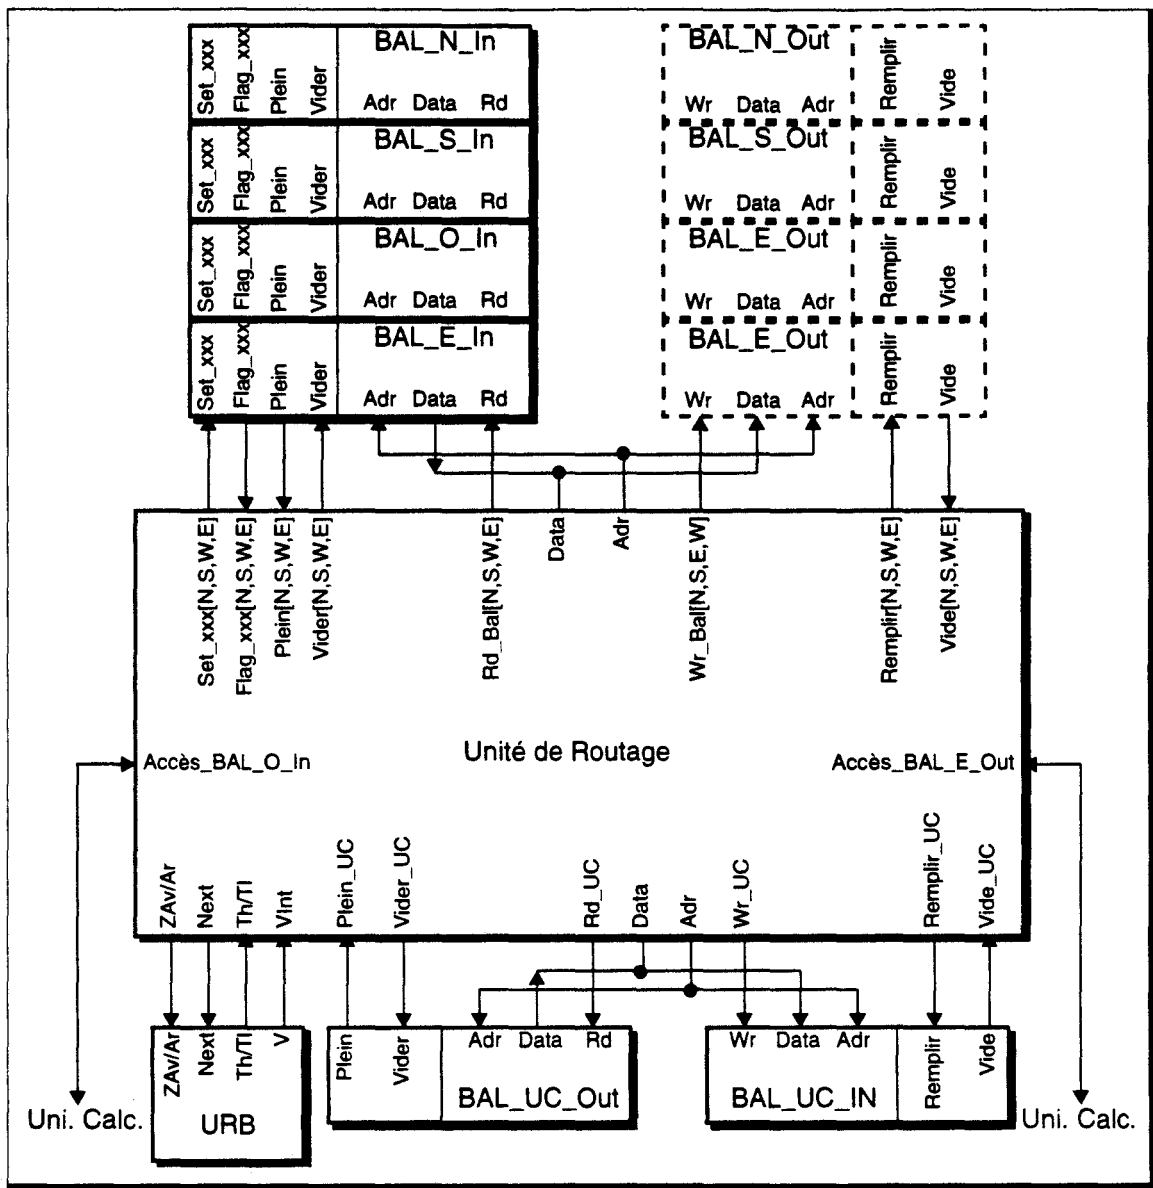 BAL_N_In
Set_xxx Flag_xxx Plein Vider Adr Data Rd
BAL_S_In
Set_xxx Flag_xxx Plein Vider Adr Data Rd
BAL_O_In
Set_xxx Flag_xxx Plein Vider Adr Data Rd
BAL_E_In
Set_xxx Flag_xxx Plein Vider Adr Data Rd
BAL_N_Out
Wr Data Adr Remplir Vide
BAL_S_Out
Wr Data Adr Remplir Vide
BAL_E_Out
Wr Data Adr Remplir Vide
BAL_E_Out
Wr Data Adr Remplir Vide
Set_xxx[N,S,W,E]
Flag_xxx[N,S,W,E]
Plein[N,S,W,E]
Vider[N,S,W,E]
Rd_Bal[N,S,W,E]
Data
Adr
Wr_Bal[N,S,E,W]
Remplir[N,S,W,E]
Vide[N,S,W,E]
Unité de Routage
Accès_BAL_O_In
Accès_BAL_E_Out
ZAv/Ar
Next
Th/Tl
VInt
Plein_UC
Vider_UC
Rd_UC
Data
Adr
Wr_UC
Remplir_UC
Vide_UC
Uni. Calc.
ZAv/Ar Next Th/Tl V
URB
Plein Vider Adr Data Rd
BAL_UC_Out
Wr Data Adr Remplir Vide
BAL_UC_IN
Uni. Calc.